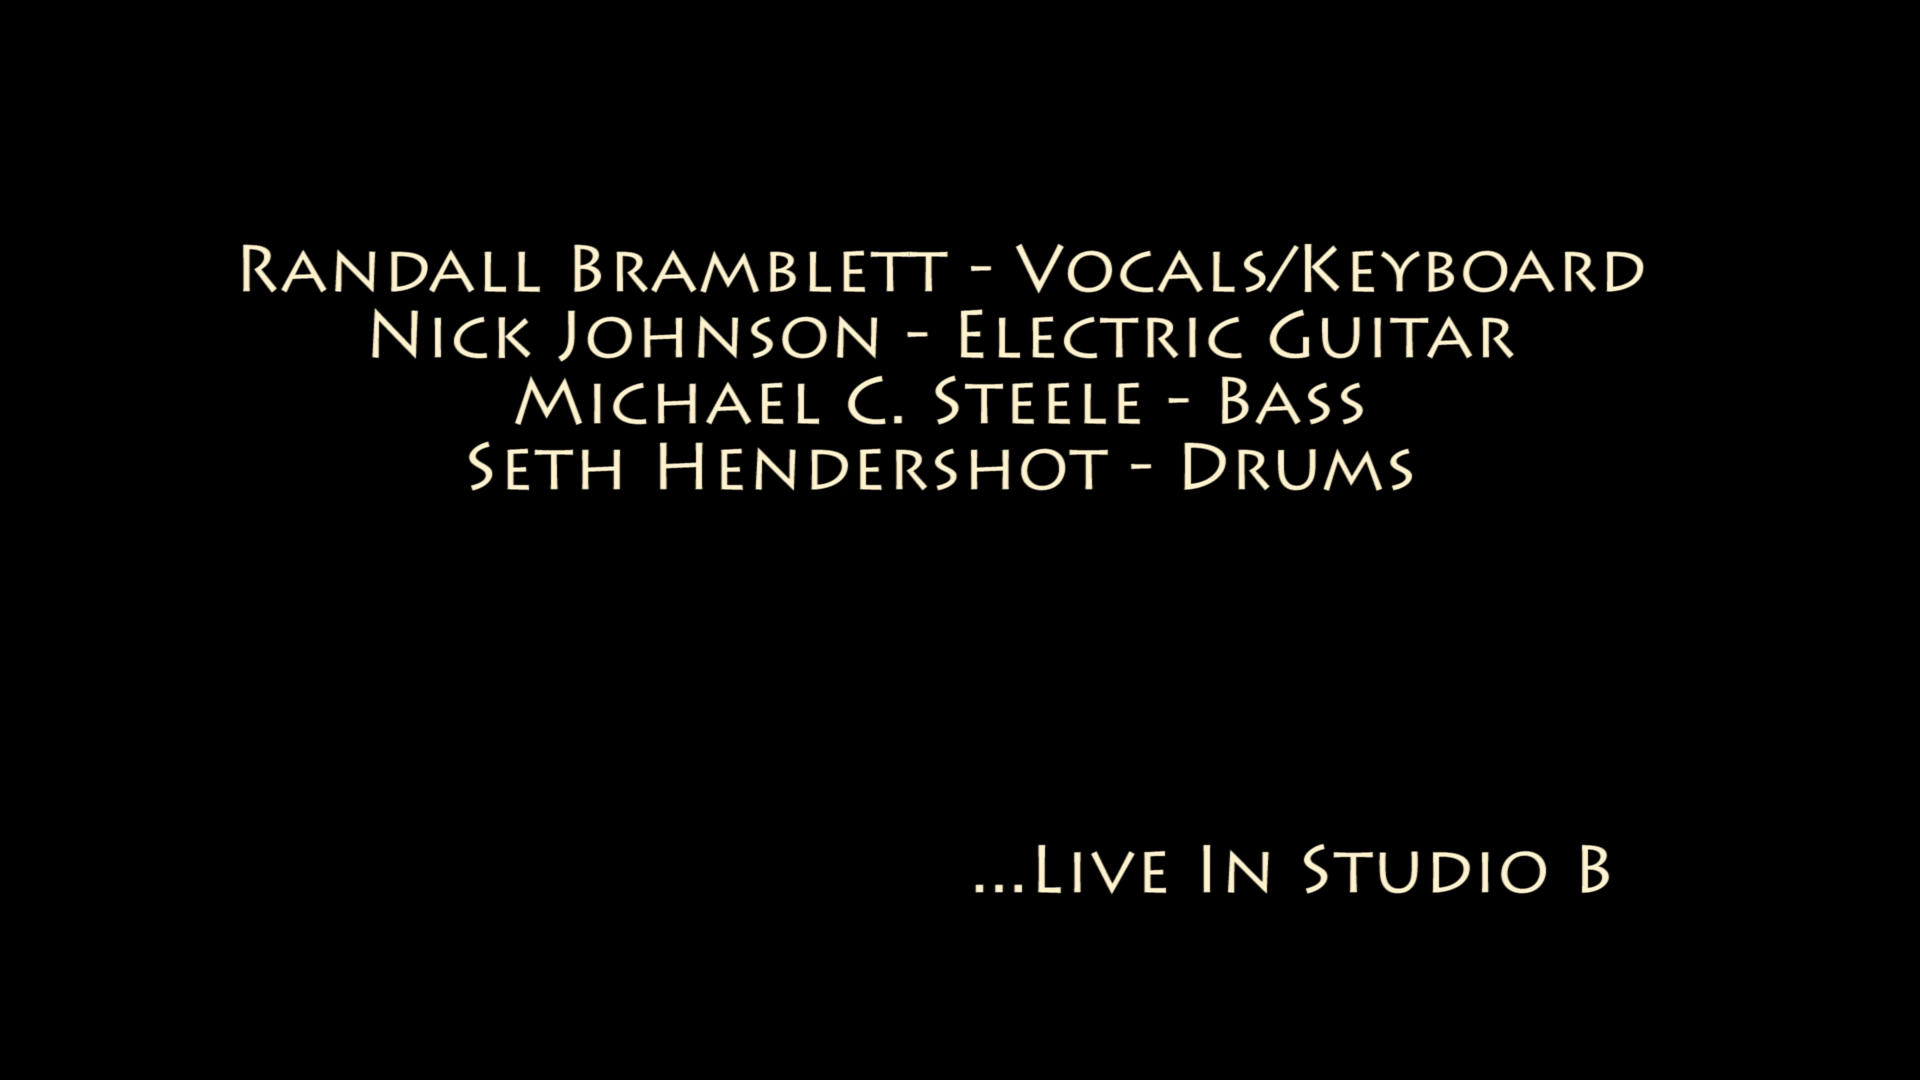 Randall Bramblett - Vocals/Keyboard
Nick Johnson - Electric Guitar
Michael C. Steele - Bass
Seth Hendershot - Drums
...Live In Studio B